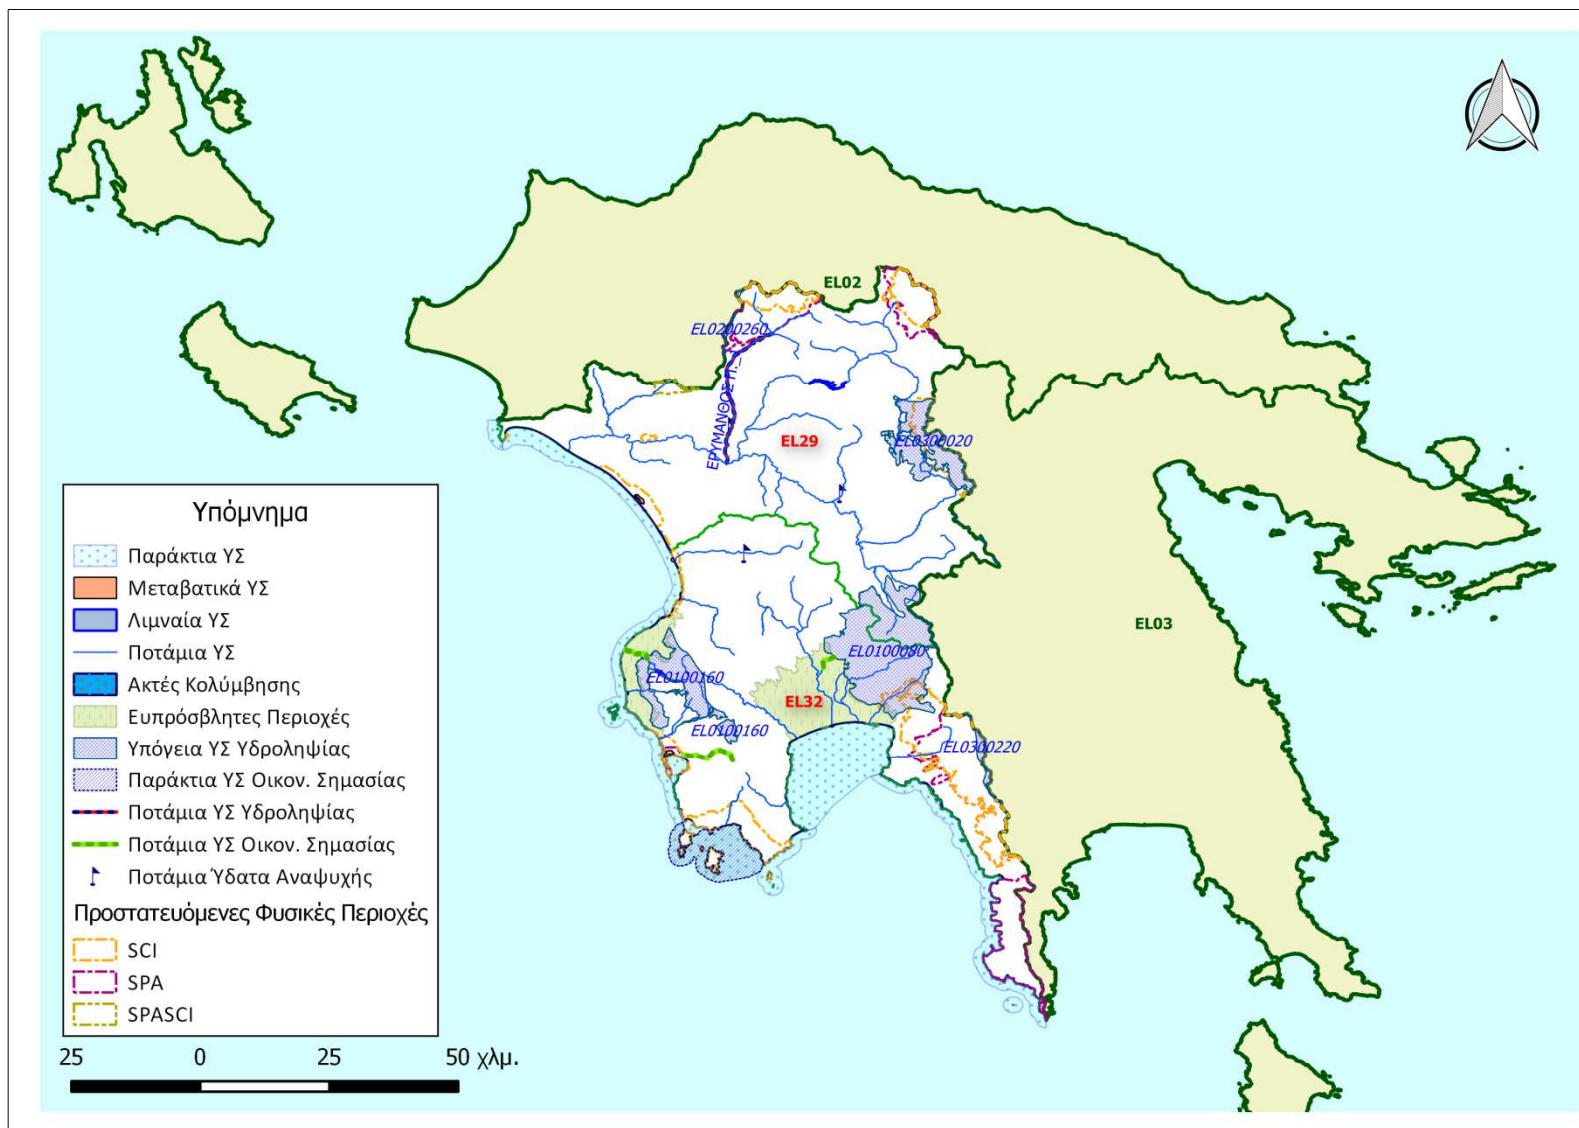 EL02
EL0200260
ΕΡΥΜΑΝΘΟΣ Π.
EL29
EL0300020
EL03
EL0100080
EL0100160
EL32
EL0100160
EL0300220
Υπόμνημα
Παράκτια ΥΣ
Μεταβατικά ΥΣ
Λιμναία ΥΣ
Ποτάμια ΥΣ
Ακτές Κολύμβησης
Ευπρόσβλητες Περιοχές
Υπόγεια ΥΣ Υδροληψίας
Παράκτια ΥΣ Οικον. Σημασίας
Ποτάμια ΥΣ Υδροληψίας
Ποτάμια ΥΣ Οικον. Σημασίας
Ποτάμια Ύδατα Αναψυχής
Προστατευόμενες Φυσικές Περιοχές
SCI
SPA
SPASCI
25 0 25 50 χλμ.